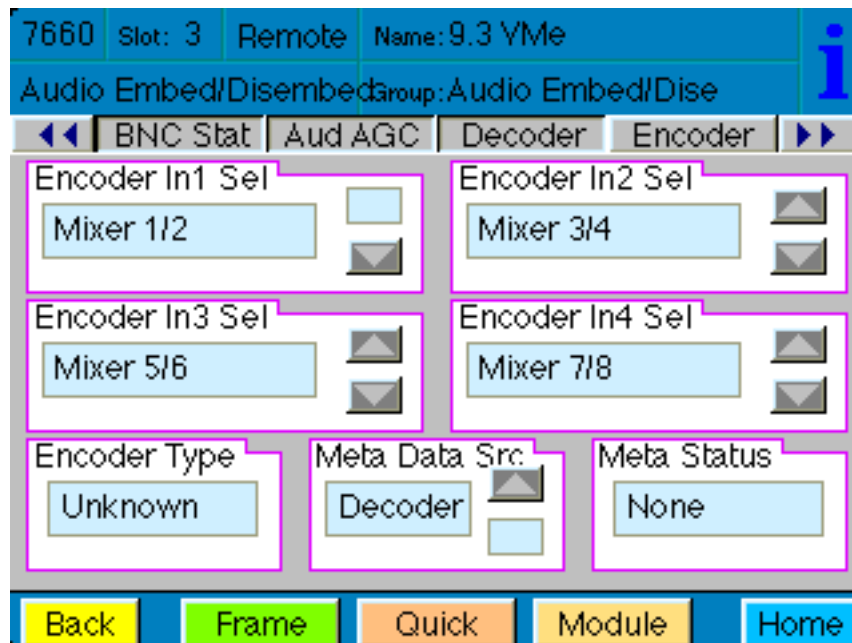 7660 Slot: 3 Remote Name: 9.3 VMe
Audio Embed/Disembed Group: Audio Embed/Dise
BNC Stat Aud AGC Decoder Encoder
Encoder In1 Sel Encoder In2 Sel
Mixer 1/2 Mixer 3/4
Encoder In3 Sel Encoder In4 Sel
Mixer 5/6 Mixer 7/8
Encoder Type Meta Data Src Meta Status
Unknown Decoder None
Back Frame Quick Module Home